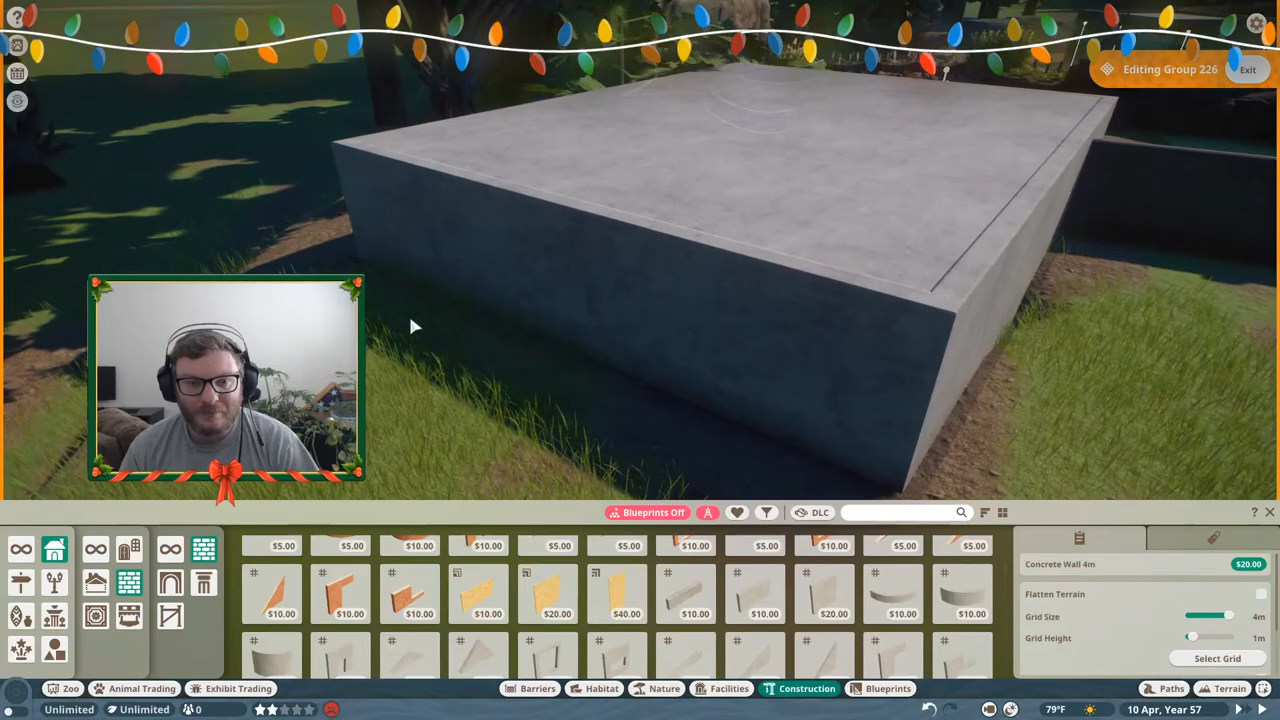 Editing Group 226
Exit
Blueprints Off
DLC
$5.00 $5.00 $10.00 $10.00 $5.00 $5.00 $10.00 $5.00 $10.00 $5.00 $5.00
$10.00 $10.00 $10.00 $10.00 $20.00 $40.00 $10.00 $10.00 $20.00 $10.00 $10.00
Concrete Wall 4m
$20.00
Flatten Terrain
Grid Size
4m
Grid Height
1m
Select Grid
Zoo
Animal Trading
Exhibit Trading
Barriers
Habitat
Nature
Facilities
Construction
Blueprints
Paths
Terrain
Unlimited
Unlimited
0
79°F
10 Apr, Year 57